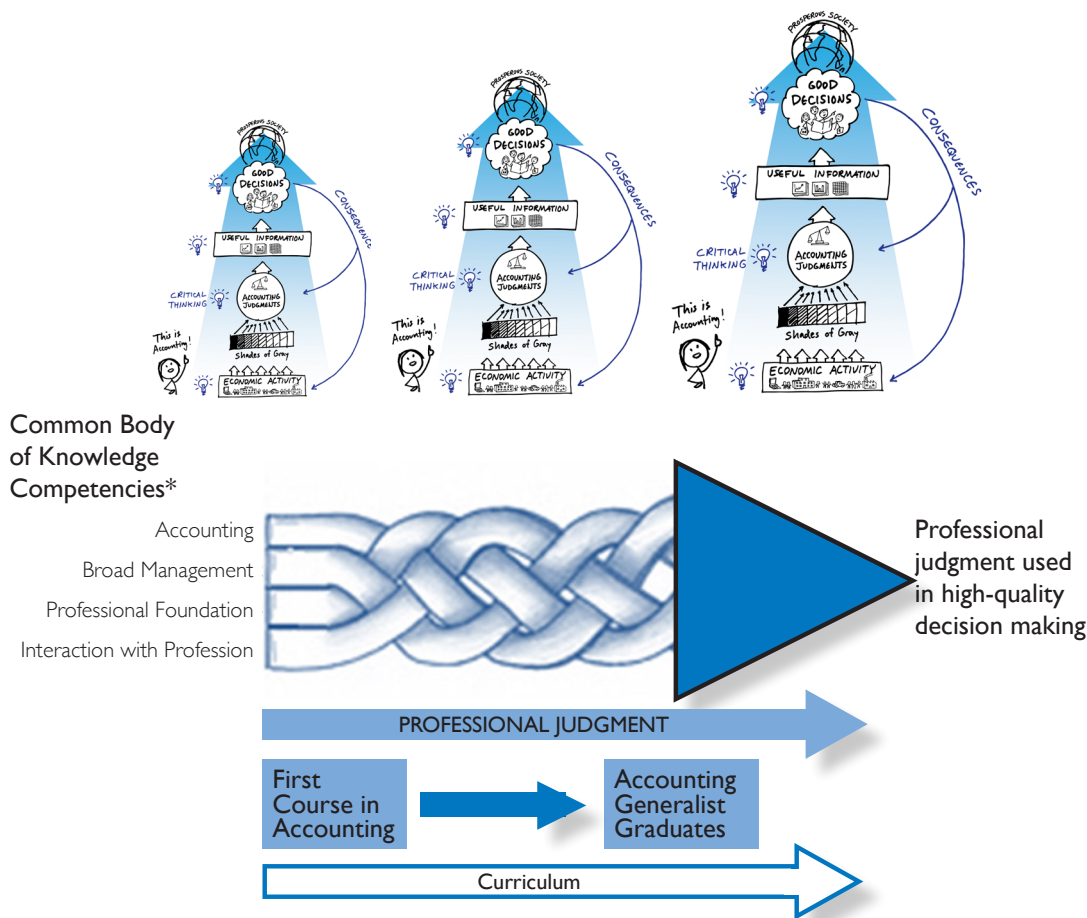 PROSPEROUS SOCIETY
GOOD
DECISIONS
CONSEQUENCE
USEFUL INFORMATION
CRITICAL
THINKING
ACCOUNTING
JUDGMENTS
This is
Accounting!
Shades of Gray
ECONOMIC ACTIVITY
PROSPEROUS SOCIETY
GOOD
DECISIONS
CONSEQUENCES
USEFUL INFORMATION
CRITICAL
THINKING
ACCOUNTING
JUDGMENTS
This is
Accounting!
Shades of Gray
ECONOMIC ACTIVITY
PROSPEROUS SOCIETY
GOOD
DECISIONS
CONSEQUENCES
USEFUL INFORMATION
CRITICAL
THINKING
ACCOUNTING
JUDGMENTS
This is
Accounting!
Shades of Gray
ECONOMIC ACTIVITY
Common Body
of Knowledge
Competencies*
Accounting
Broad Management
Professional Foundation
Interaction with Profession
Professional
judgment used
in high-quality
decision making
PROFESSIONAL JUDGMENT
First
Course in
Accounting
Accounting
Generalist
Graduates
Curriculum